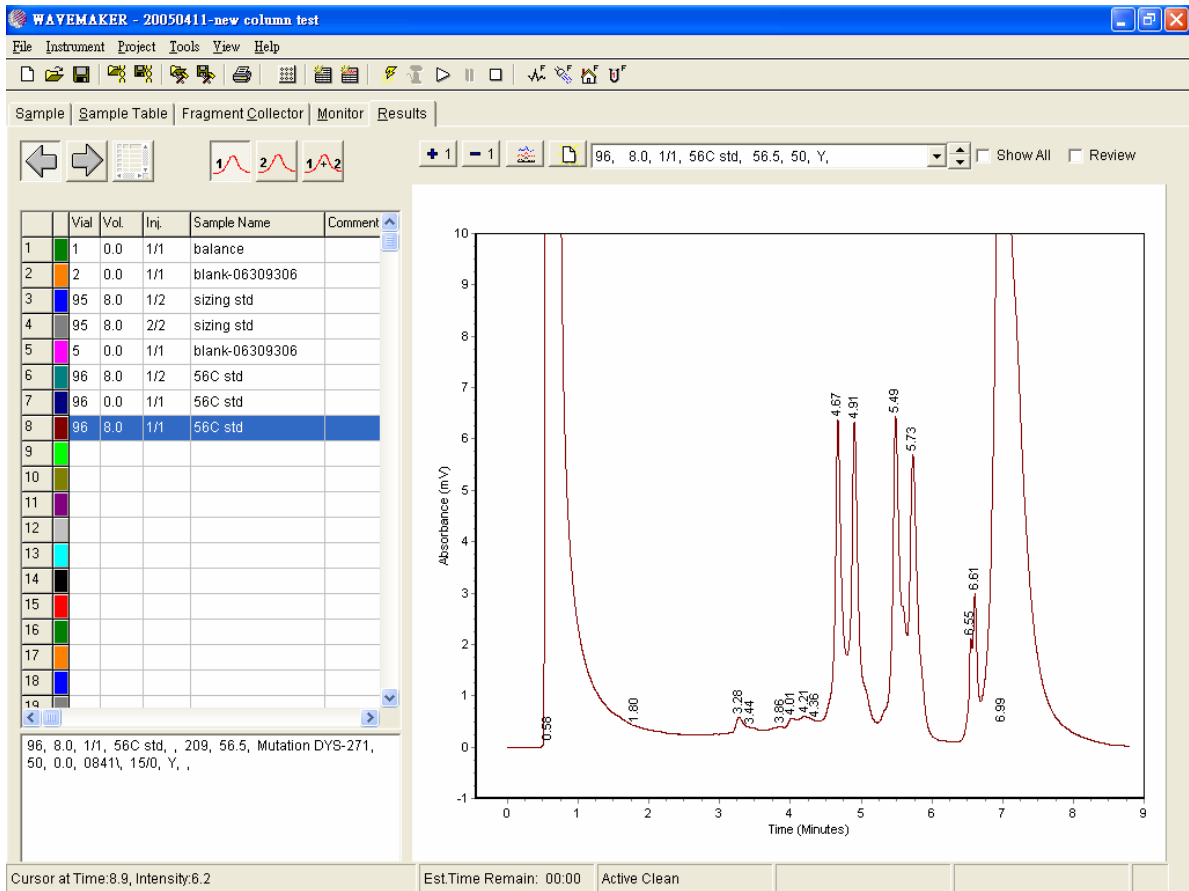 WAVEMAKER - 20050411-new column test
File Instrument Project Tools View Help
Sample Sample Table Fragment Collector Monitor Results
1 2 1+2
+ 1 - 1 96, 8.0, 1/1, 56C std, 56.5, 50, Y, Show All Review
Vial Vol. Inj. Sample Name Comment
1 1 0.0 1/1 balance
2 2 0.0 1/1 blank-06309306
3 95 8.0 1/2 sizing std
4 95 8.0 2/2 sizing std
5 5 0.0 1/1 blank-06309306
6 96 8.0 1/2 56C std
7 96 0.0 1/1 56C std
8 96 8.0 1/1 56C std
9
10
11
12
13
14
15
16
17
18
19
96, 8.0, 1/1, 56C std, , 209, 56.5, Mutation DYS-271,
50, 0.0, 0841\, 15/0, Y, ,
10
9
8
7
6
5
4
3
2
1
0
-1
Absorbance (mV)
0.58
1.80
3.28
3.44
3.86
4.01
4.21
4.36
4.67
4.91
5.49
5.73
6.55
6.61
6.99
0 1 2 3 4 5 6 7 8 9
Time (Minutes)
Cursor at Time:8.9, Intensity:6.2 Est.Time Remain: 00:00 Active Clean